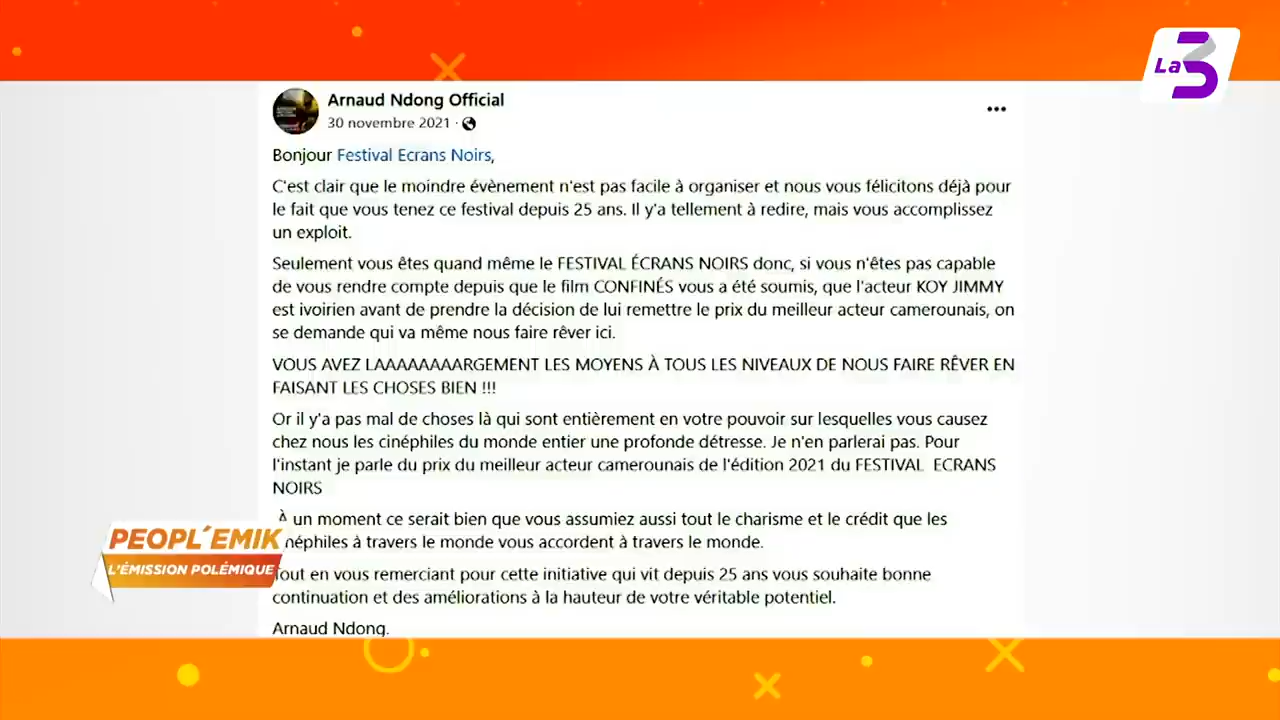 La3
Arnaud Ndong Official
30 novembre 2021 ·
Bonjour Festival Ecrans Noirs,
C'est clair que le moindre évènement n'est pas facile à organiser et nous vous félicitons déjà pour
le fait que vous tenez ce festival depuis 25 ans. Il y'a tellement à redire, mais vous accomplissez
un exploit.
Seulement vous êtes quand même le FESTIVAL ÉCRANS NOIRS donc, si vous n'êtes pas capable
de vous rendre compte depuis que le film CONFINÉS vous a été soumis, que l'acteur KOY JIMMY
est ivoirien avant de prendre la décision de lui remettre le prix du meilleur acteur camerounais, on
se demande qui va même nous faire rêver ici.
VOUS AVEZ LAAAAAAAARGEMENT LES MOYENS À TOUS LES NIVEAUX DE NOUS FAIRE RÊVER EN
FAISANT LES CHOSES BIEN !!!
Or il y'a pas mal de choses là qui sont entièrement en votre pouvoir sur lesquelles vous causez
chez nous les cinéphiles du monde entier une profonde détresse. Je n'en parlerai pas. Pour
l'instant je parle du prix du meilleur acteur camerounais de l'édition 2021 du FESTIVAL ECRANS
NOIRS
À un moment ce serait bien que vous assumiez aussi tout le charisme et le crédit que les
néphiles à travers le monde vous accordent à travers le monde.
Tout en vous remerciant pour cette initiative qui vit depuis 25 ans vous souhaite bonne
continuation et des améliorations à la hauteur de votre véritable potentiel.
Arnaud Ndong.
PEOPL´EMIK
L'ÉMISSION POLÉMIQUE